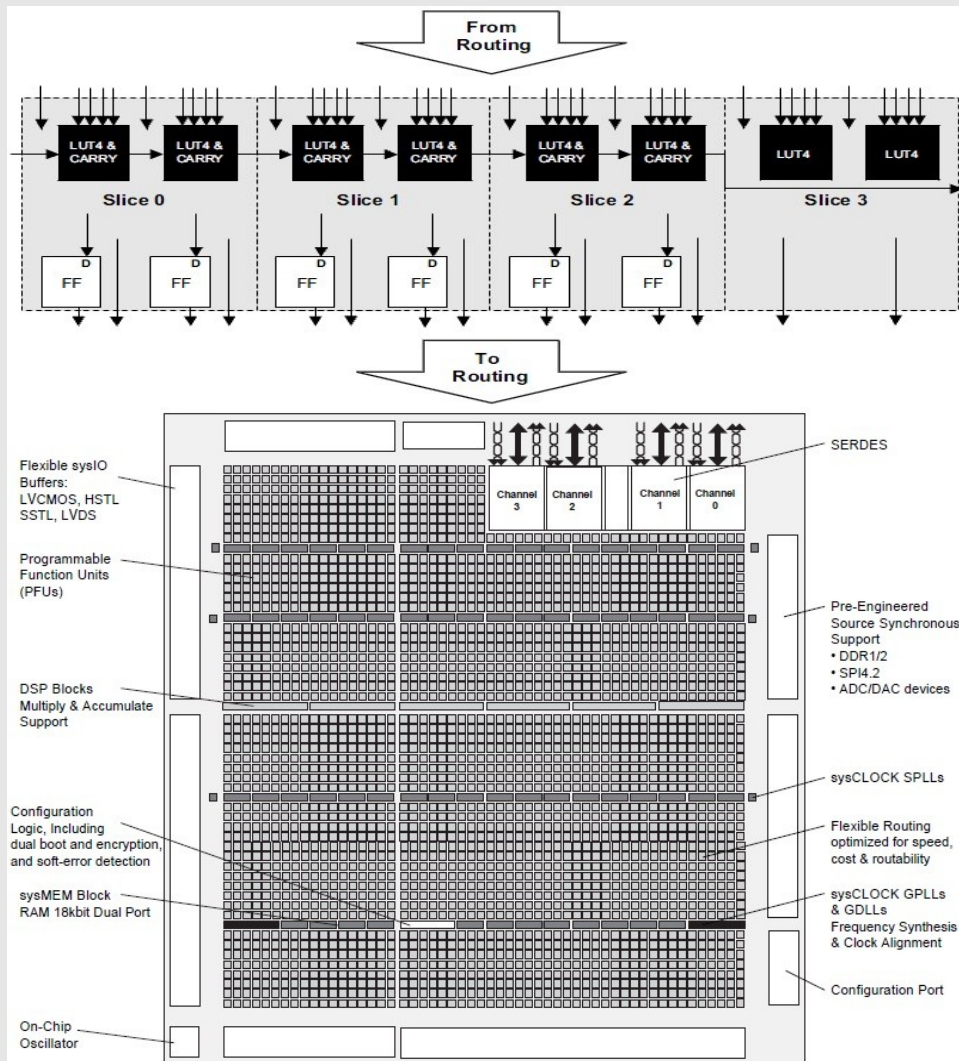 From
Routing
LUT4 &
CARRY
LUT4 &
CARRY
LUT4 &
CARRY
LUT4 &
CARRY
LUT4 &
CARRY
LUT4 &
CARRY
LUT4
LUT4
Slice 0
Slice 1
Slice 2
Slice 3
D
FF
D
FF
D
FF
D
FF
D
FF
D
FF
To
Routing
SERDES
Flexible sysIO
Buffers:
LVCMOS, HSTL
SSTL, LVDS
Channel
3
Channel
2
Channel
1
Channel
0
Programmable
Function Units
(PFUs)
Pre-Engineered
Source Synchronous
Support
• DDR1/2
• SPI4.2
• ADC/DAC devices
DSP Blocks
Multiply & Accumulate
Support
sysCLOCK SPLLs
Configuration
Logic, Including
dual boot and encryption,
and soft-error detection
Flexible Routing
optimized for speed,
cost & routability
sysMEM Block
RAM 18kbit Dual Port
sysCLOCK GPLLs
& GDLLs
Frequency Synthesis
& Clock Alignment
Configuration Port
On-Chip
Oscillator